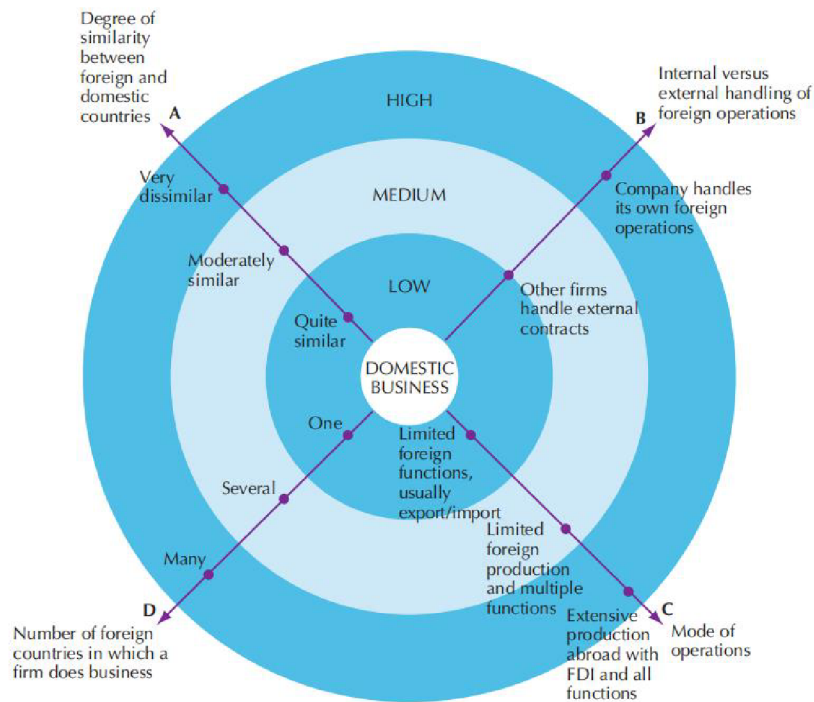 Degree of
similarity
between
foreign and
domestic
countries
A
Very
dissimilar
Moderately
similar
Quite
similar
HIGH
MEDIUM
LOW
DOMESTIC
BUSINESS
Internal versus
external handling of
foreign operations
B
Company handles
its own foreign
operations
Other firms
handle external
contracts
One
Several
Many
D
Number of foreign
countries in which a
firm does business
Limited
foreign
functions,
usually
export/import
Limited
foreign
production
and multiple
functions
Extensive
production
abroad with
FDI and all
functions
C
Mode of
operations